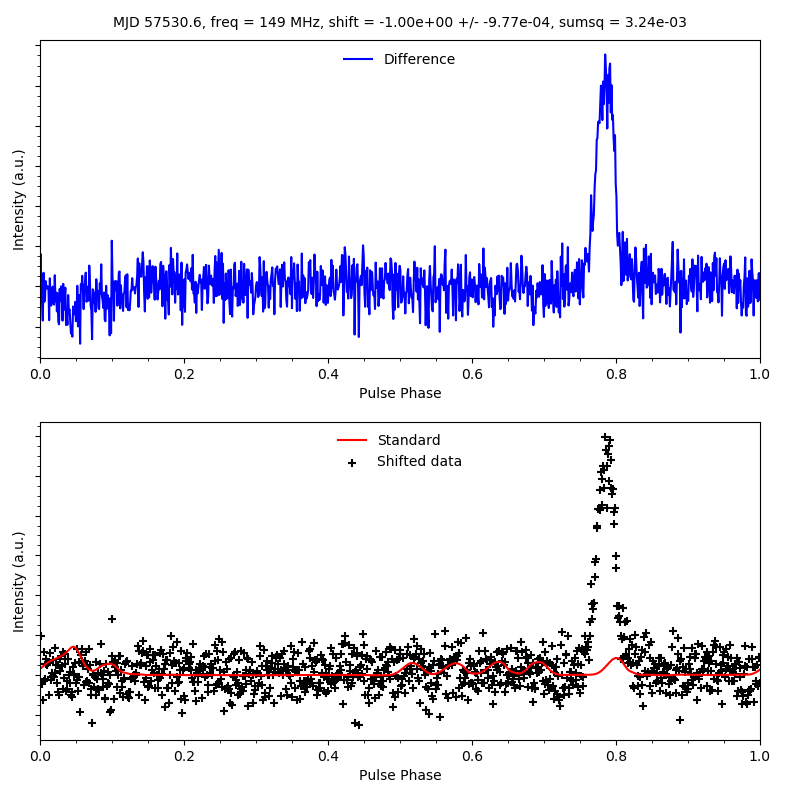 MJD 57530.6, freq = 149 MHz, shift = -1.00e+00 +/- -9.77e-04, sumsq = 3.24e-03
Difference
Intensity (a.u.)
0.0 0.2 0.4 0.6 0.8 1.0
Pulse Phase
Standard
Shifted data
Intensity (a.u.)
0.0 0.2 0.4 0.6 0.8 1.0
Pulse Phase